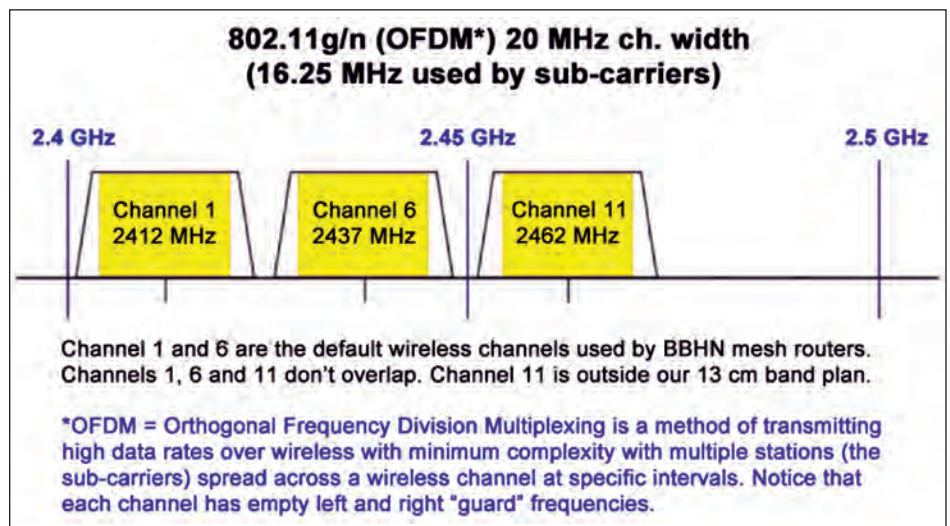 802.11g/n (OFDM*) 20 MHz ch. width
(16.25 MHz used by sub-carriers)
2.4 GHz 2.45 GHz 2.5 GHz
Channel 1 Channel 6 Channel 11
2412 MHz 2437 MHz 2462 MHz
Channel 1 and 6 are the default wireless channels used by BBHN mesh routers.
Channels 1, 6 and 11 don't overlap. Channel 11 is outside our 13 cm band plan.
*OFDM = Orthogonal Frequency Division Multiplexing is a method of transmitting
high data rates over wireless with minimum complexity with multiple stations (the
sub-carriers) spread across a wireless channel at specific intervals. Notice that
each channel has empty left and right "guard" frequencies.